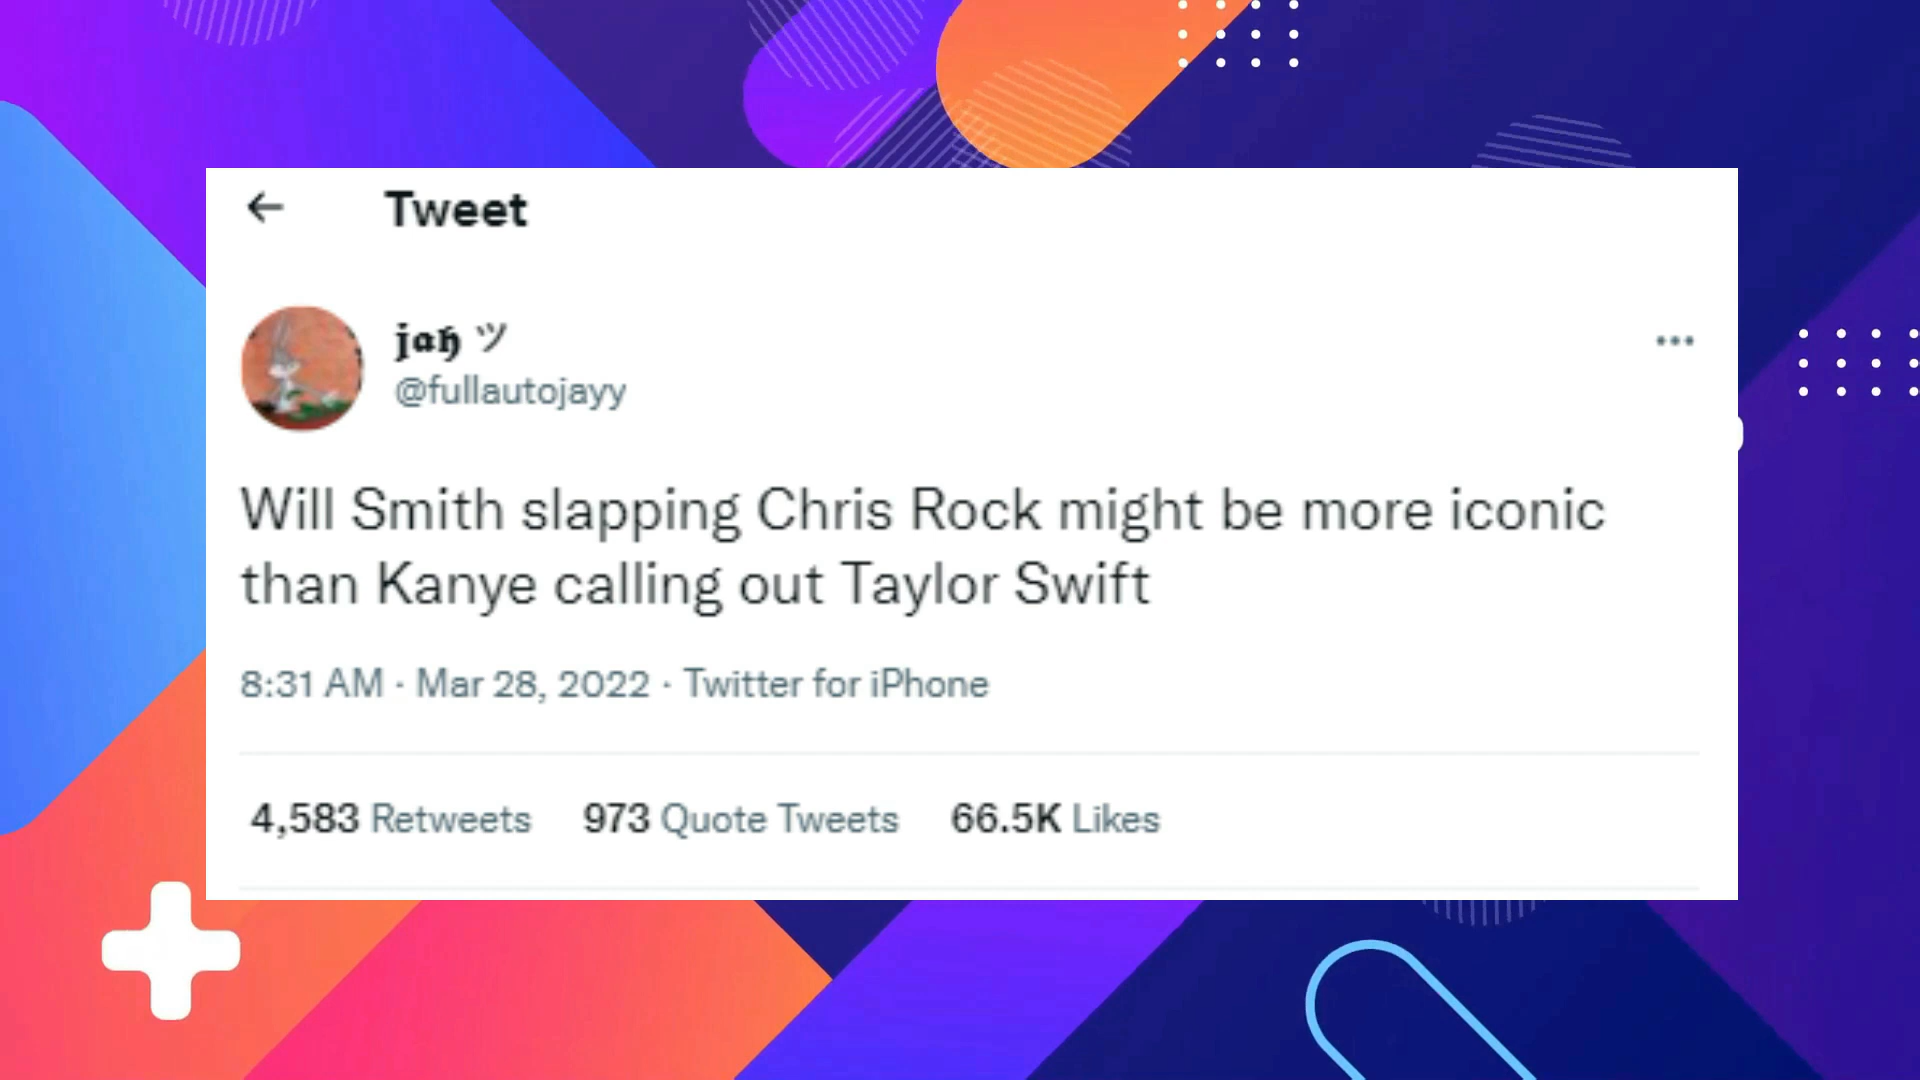 Tweet
𝖏𝖆𝖍 ツ
@fullautojayy
Will Smith slapping Chris Rock might be more iconic
than Kanye calling out Taylor Swift
8:31 AM · Mar 28, 2022 · Twitter for iPhone
4,583 Retweets 973 Quote Tweets 66.5K Likes